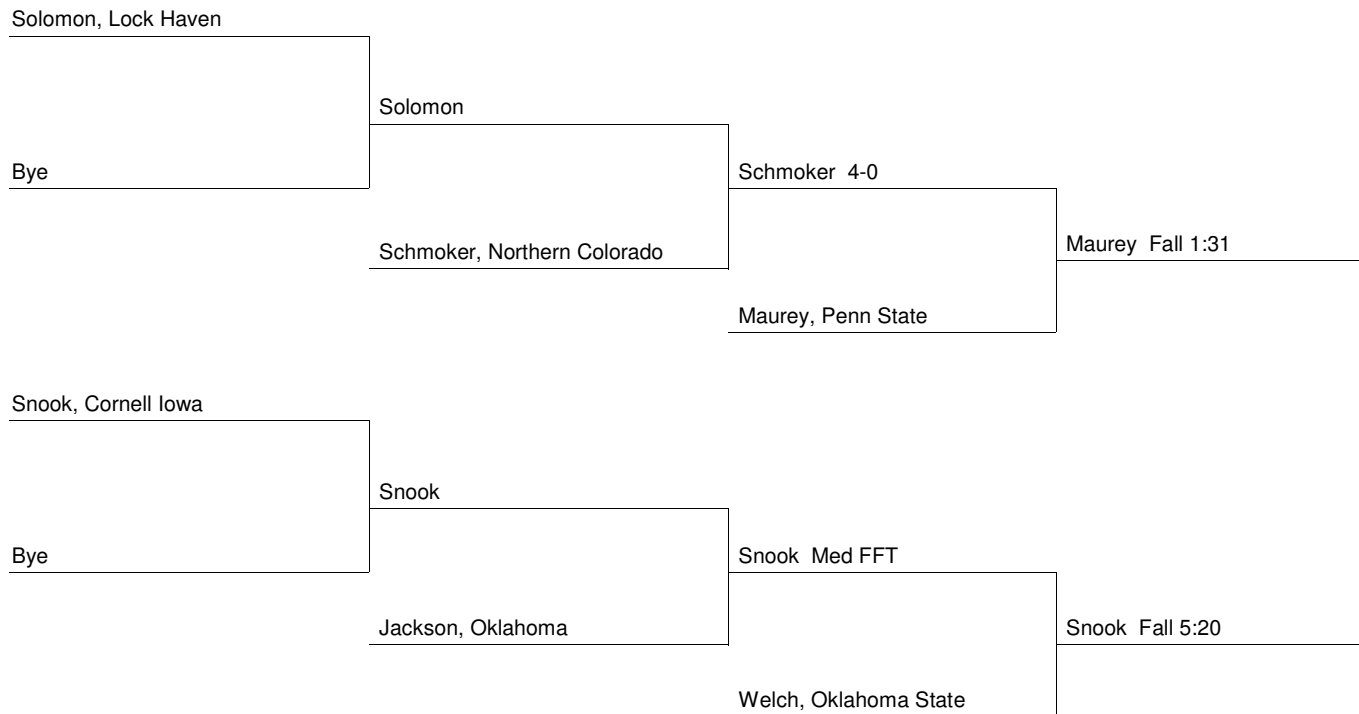 Solomon, Lock Haven
Solomon
Bye
Schmoker  4-0
Schmoker, Northern Colorado
Maurey  Fall 1:31
Maurey, Penn State
Snook, Cornell Iowa
Snook
Bye
Snook  Med FFT
Jackson, Oklahoma
Snook  Fall 5:20
Welch, Oklahoma State